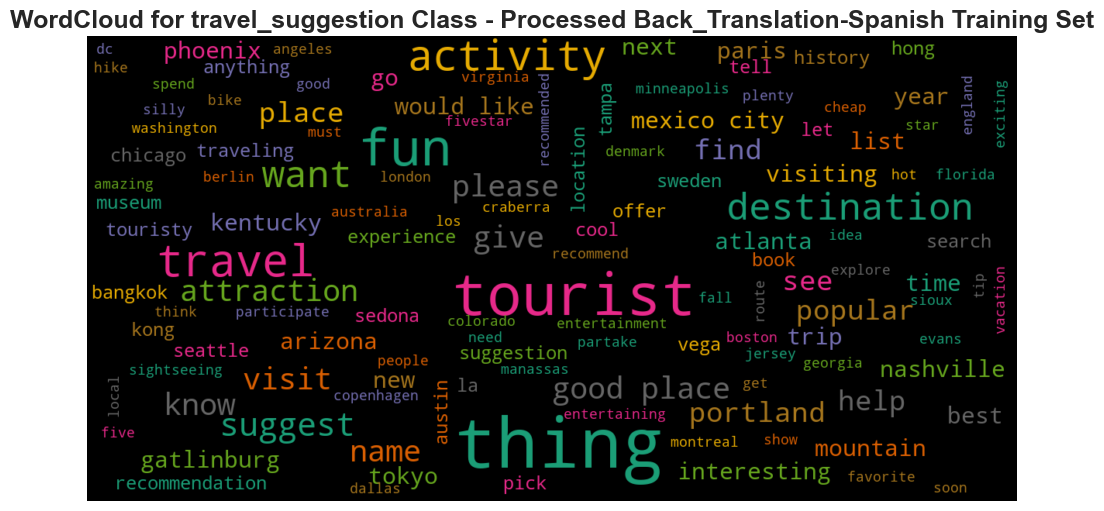 WordCloud for travel_suggestion Class - Processed Back_Translation-Spanish Training Set
dc phoenix angeles activity next paris history hong
hike anything go virginia tell
spend good minneapolis plenty year england exciting
silly bike place would like recommended tampa cheap
washington must fivestar mexico city let star
chicago traveling fun location denmark find list
amazing berlin want london please sweden visiting hot florida
museum craberra offer destination
touristy kentucky australia los cool atlanta idea search
experience give recommend book
travel see explore time tip vacation
bangkok attraction tourist fall route sioux
think participate sedona colorado entertainment popular
kong arizona need partake vega boston trip evans
seattle people suggestion jersey georgia nashville
sightseeing visit new la manassas good place get help
local know copenhagen austin entertaining portland best
five suggest name thing montreal show mountain
gatlinburg tokyo interesting favorite
recommendation dallas pick soon